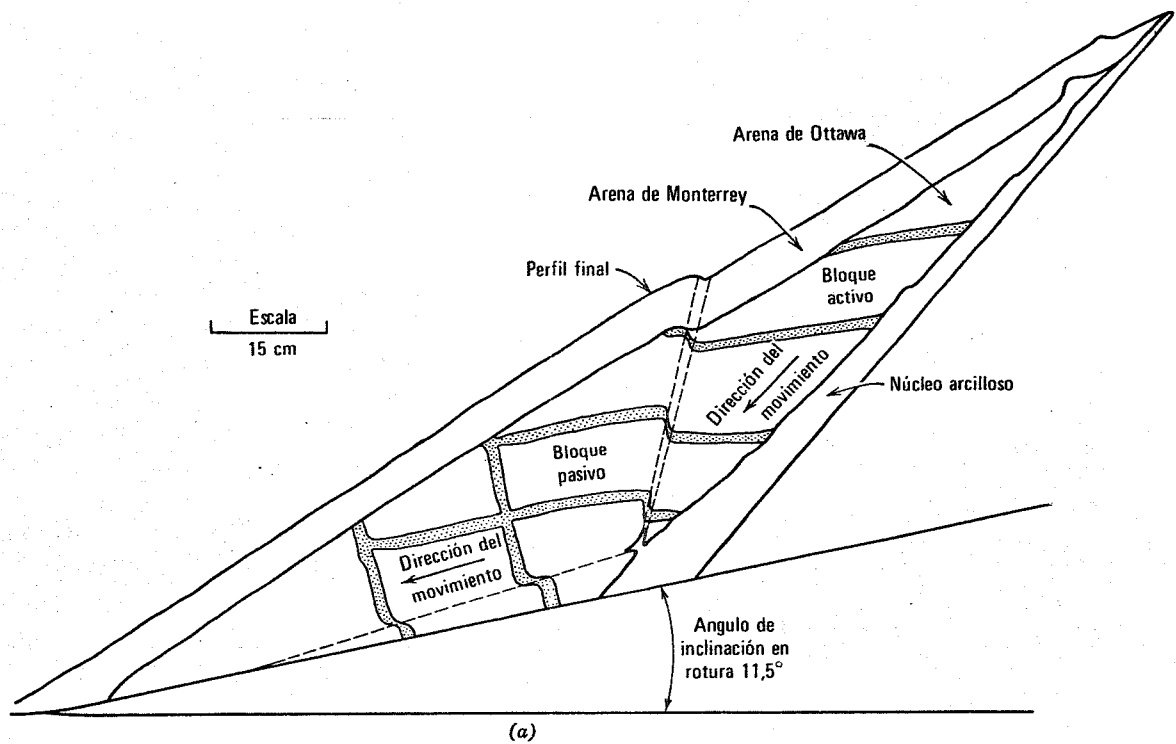 Arena de Ottawa
Arena de Monterrey
Perfil final
Bloque
activo
Escala
15 cm
Dirección del
movimiento
Núcleo arcilloso
Bloque
pasivo
Dirección del
movimiento
Angulo de
inclinación en
rotura 11,5°
(a)